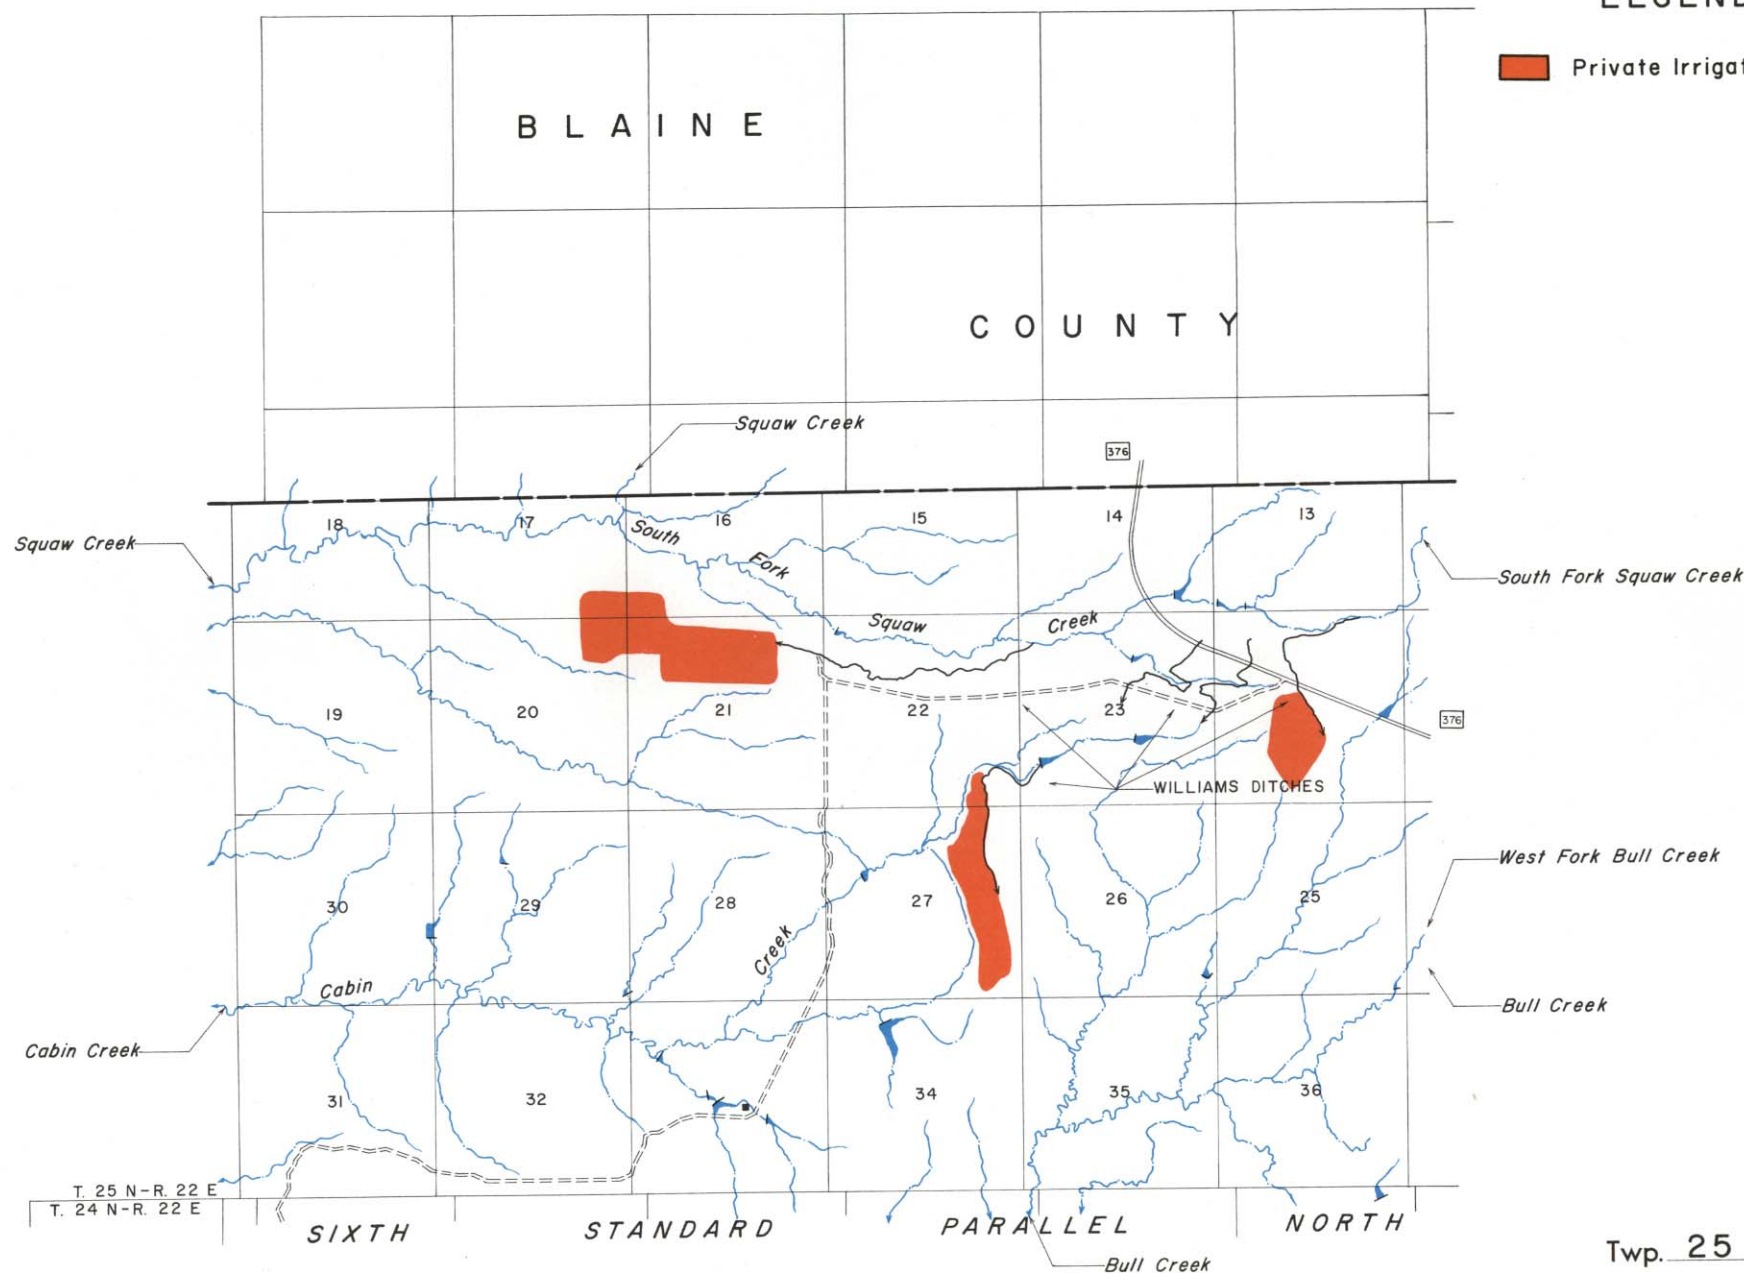 LEGEND
Private Irrigat
BLAINE
COUNTY
Squaw Creek
376
18
17
16
15
14
13
South Fork Squaw Creek
Squaw Creek
South Fork Squaw Creek
19
20
21
22
23
376
WILLIAMS DITCHES
West Fork Bull Creek
30
29
28
27
26
25
Cabin Creek
Bull Creek
Cabin Creek
31
32
34
35
36
T. 25 N-R. 22 E
T. 24 N-R. 22 E
SIXTH STANDARD PARALLEL NORTH
Bull Creek
Twp. 25